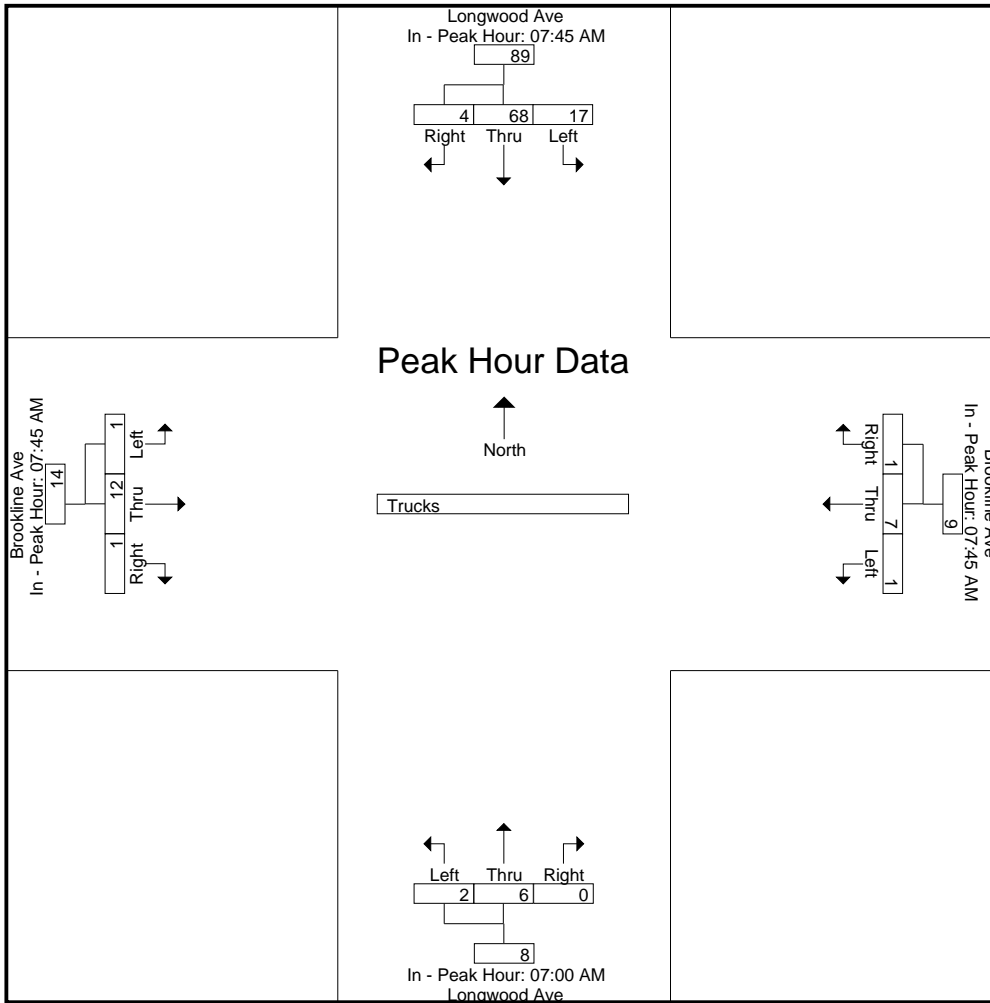 Longwood Ave
In - Peak Hour: 07:45 AM
89
4 68 17
Right Thru Left
Peak Hour Data
North
Trucks
Brookline Ave
In - Peak Hour: 07:45 AM
14
1 12 1
Left Thru Right
Brookline Ave
In - Peak Hour: 07:45 AM
9
1 7 1
Right Thru Left
Left Thru Right
2 6 0
8
In - Peak Hour: 07:00 AM
Longwood Ave